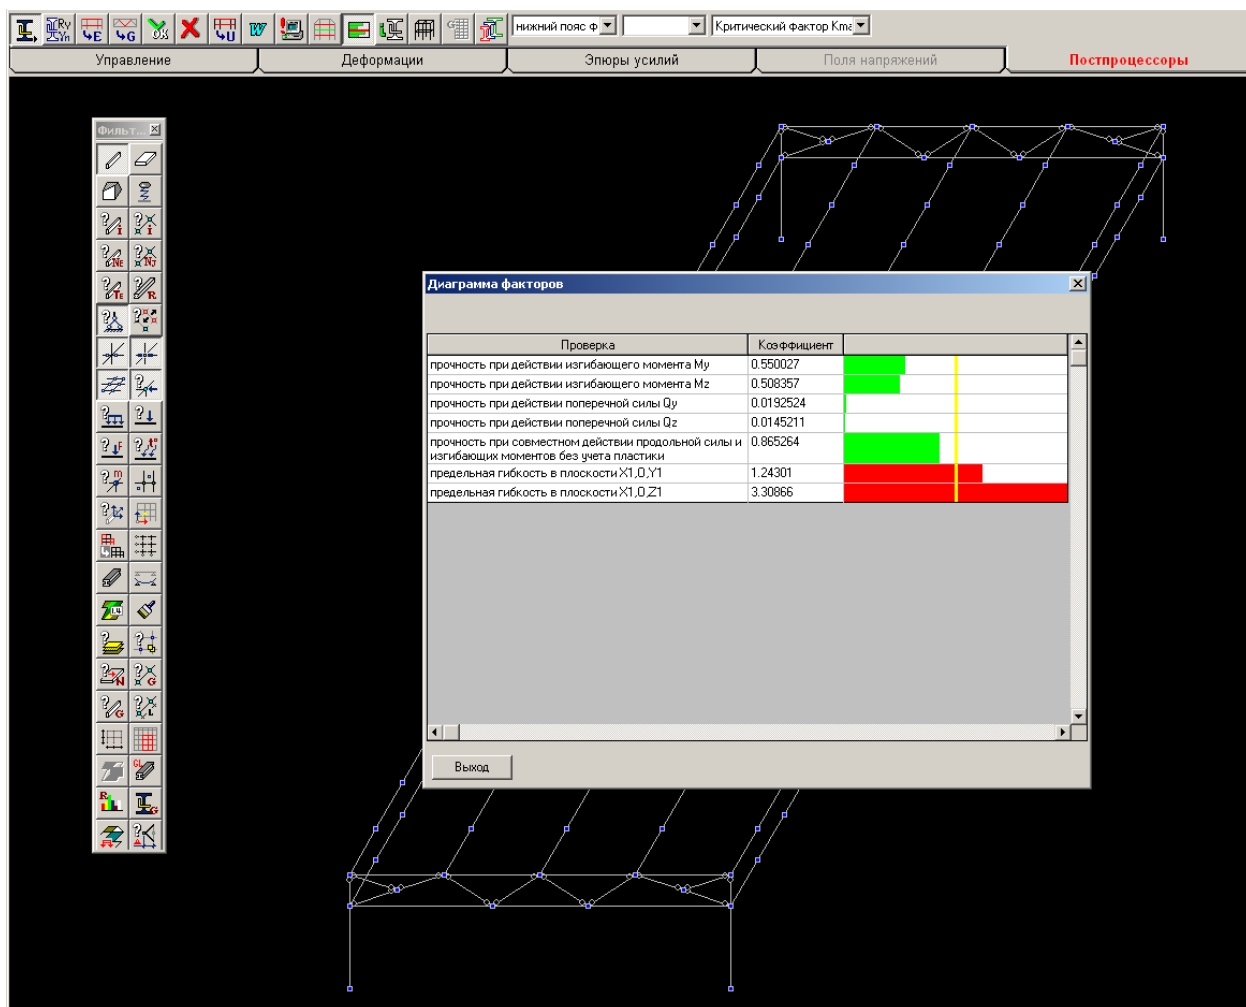 нижний пояс ф
Критический фактор Kma
Управление
Деформации
Эпюры усилий
Поля напряжений
Постпроцессоры
Фильт...
Диаграмма факторов
Проверка
Коэффициент
прочность при действии изгибающего момента My
0.550027
прочность при действии изгибающего момента Mz
0.508357
прочность при действии поперечной силы Qy
0.0192524
прочность при действии поперечной силы Qz
0.0145211
прочность при совместном действии продольной силы и
изгибающих моментов без учета пластики
0.865264
предельная гибкость в плоскости X1,O,Y1
1.24301
предельная гибкость в плоскости X1,O,Z1
3.30866
Выход